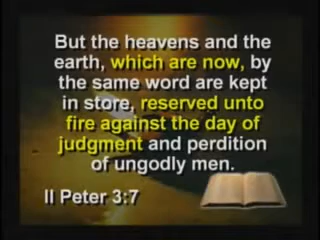 But the heavens and the
earth, which are now, by
the same word are kept
in store, reserved unto
fire against the day of
judgment and perdition
of ungodly men.
II Peter 3:7